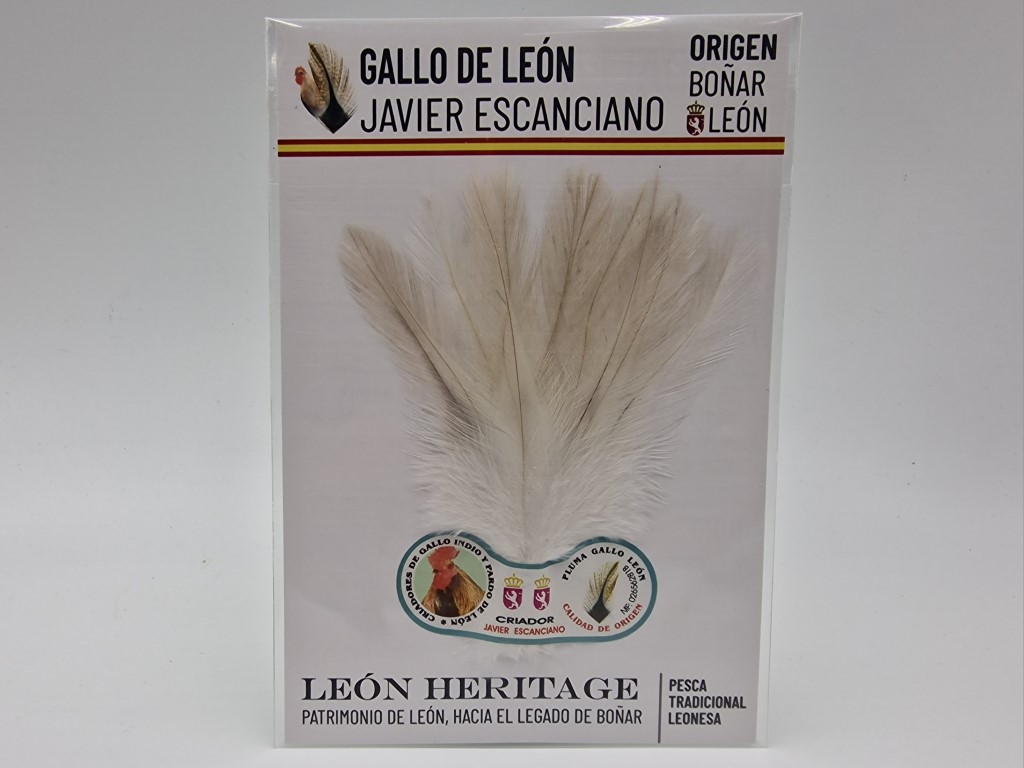 GALLO DE LEÓN
JAVIER ESCANCIANO
ORIGEN
BOÑAR
LEÓN
CRIADORES DE GALLO INDIO Y PARDO DE LEÓN *
CRIADOR
JAVIER ESCANCIANO
PLUMA GALLO LEÓN
CALIDAD DE ORIGEN
LEÓN HERITAGE
PATRIMONIO DE LEÓN, HACIA EL LEGADO DE BOÑAR
PESCA
TRADICIONAL
LEONESA